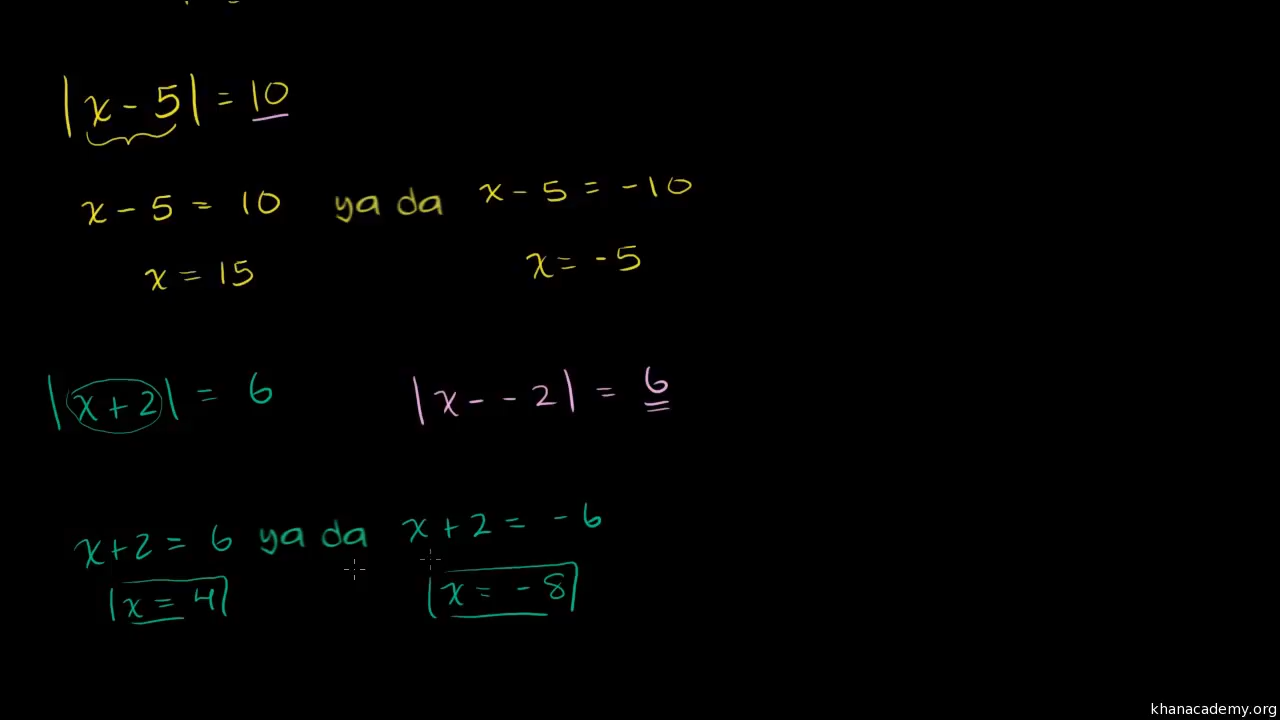 |x - 5| = 10
x - 5 = 10 ya da x - 5 = -10
x = 15 x = -5
|x + 2| = 6 |x - - 2| = 6
x + 2 = 6 ya da x + 2 = -6
x = 4 x = -8
khanacademy.org